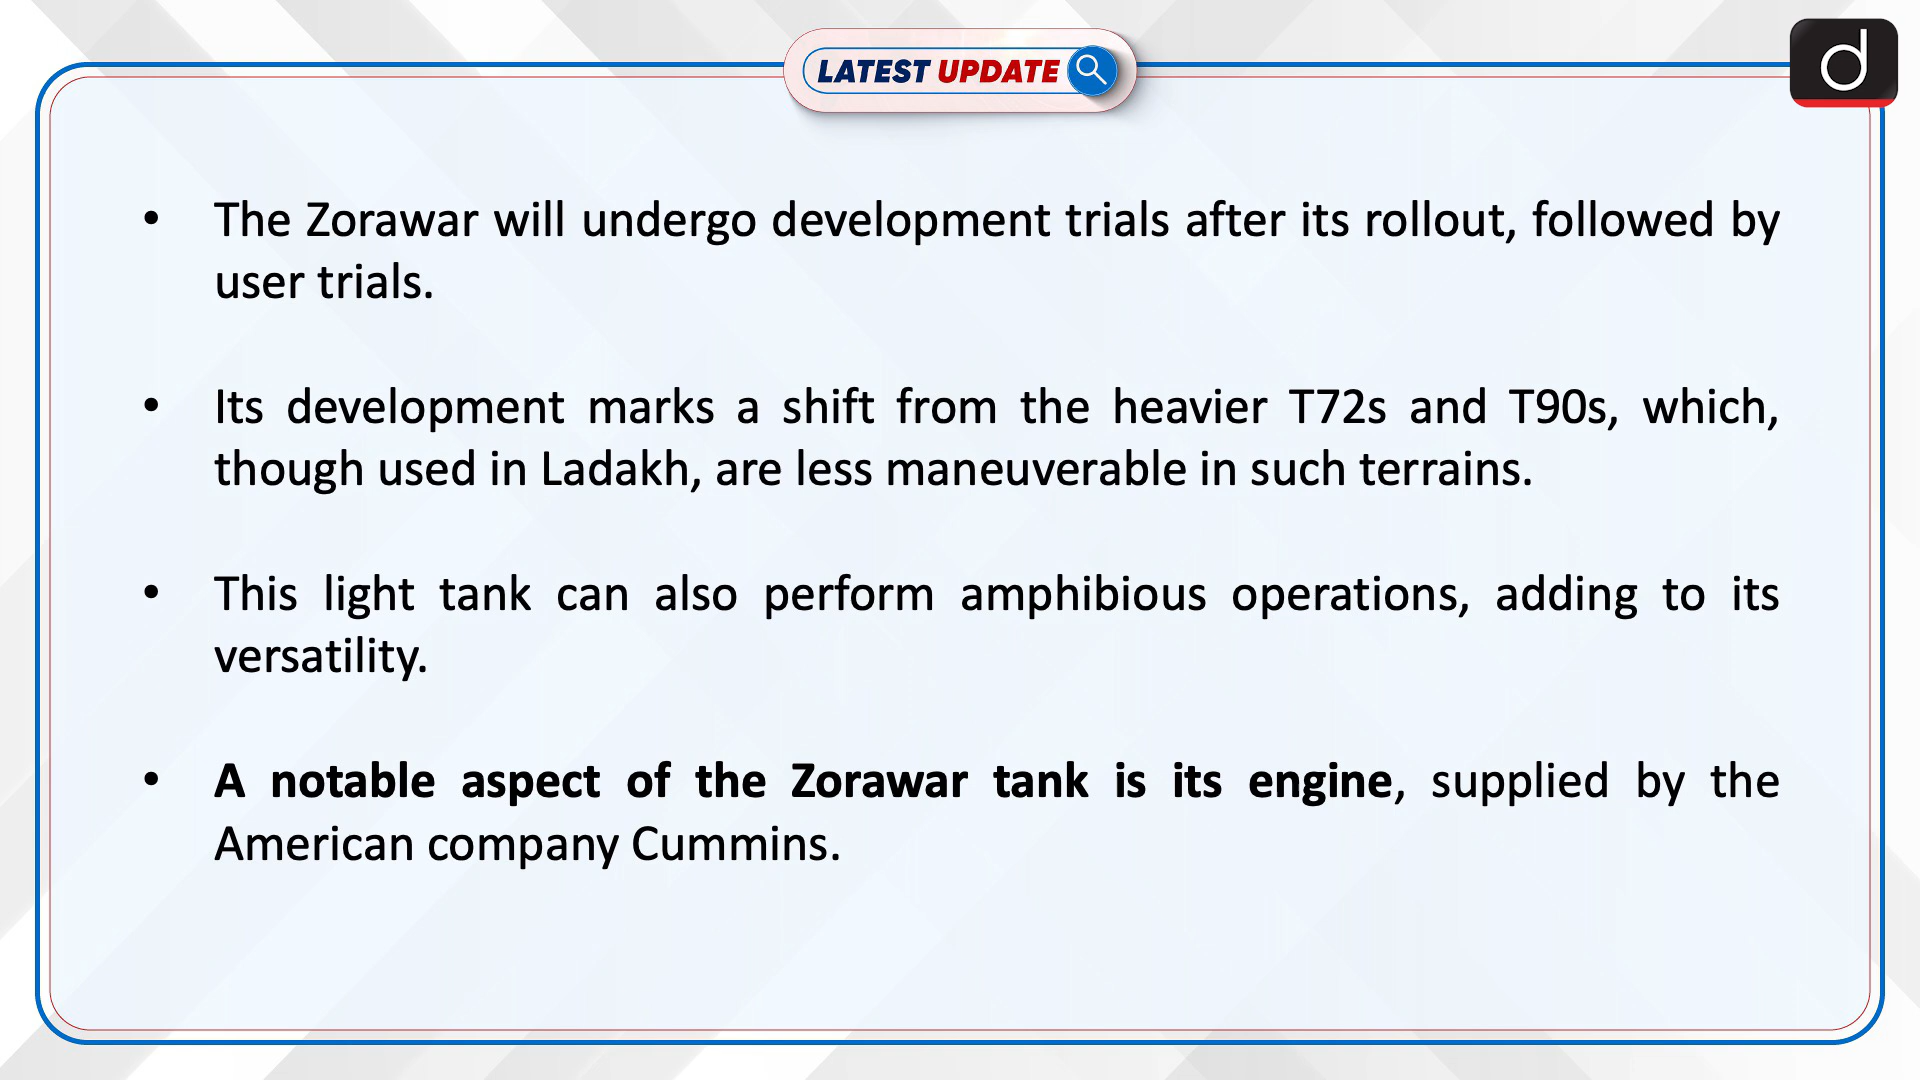 LATEST UPDATE
d
• The Zorawar will undergo development trials after its rollout, followed by
user trials.
• Its development marks a shift from the heavier T72s and T90s, which,
though used in Ladakh, are less maneuverable in such terrains.
• This light tank can also perform amphibious operations, adding to its
versatility.
• A notable aspect of the Zorawar tank is its engine, supplied by the
American company Cummins.